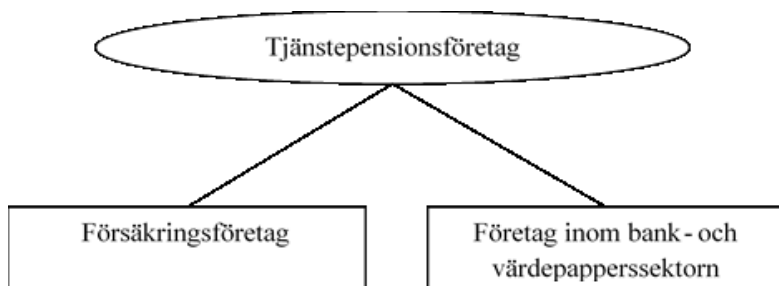 Tjänstepensionsföretag
Försäkringsföretag
Företag inom bank- och
värdepapperssektorn